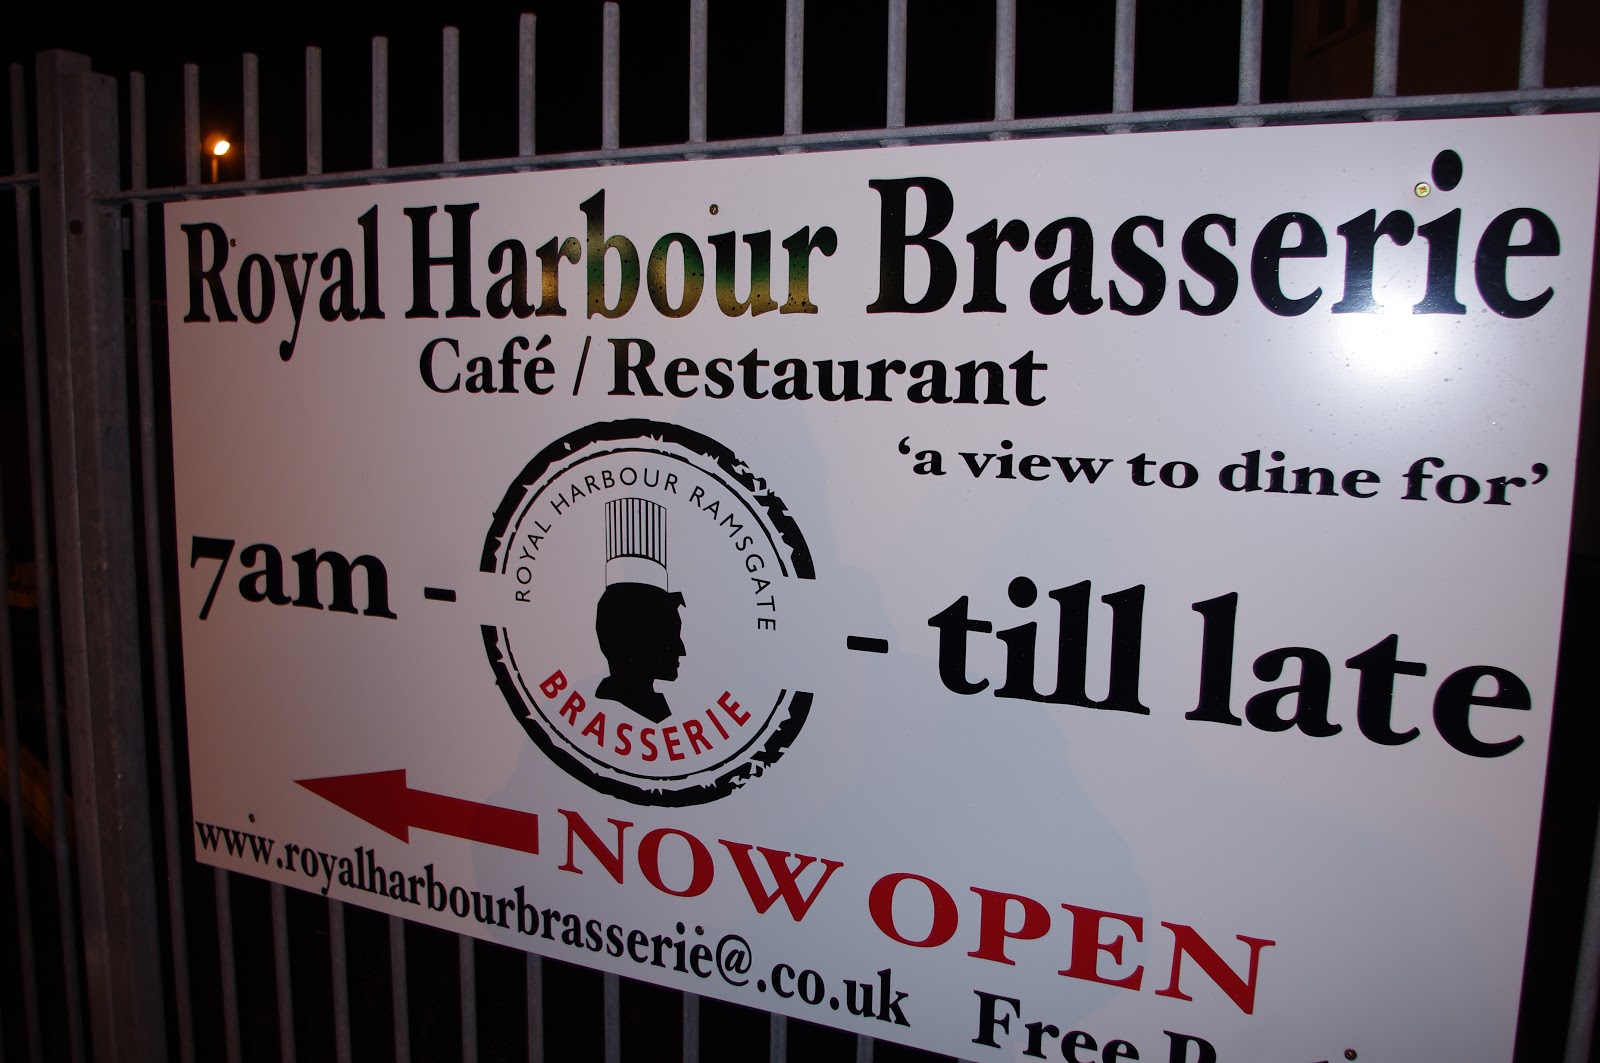 Royal Harbour Brasserie
Café / Restaurant
‘a view to dine for’
7am - - till late
ROYAL HARBOUR RAMSGATE
BRASSERIE
NOW OPEN
www.royalharbourbrasserie@.co.uk
Free